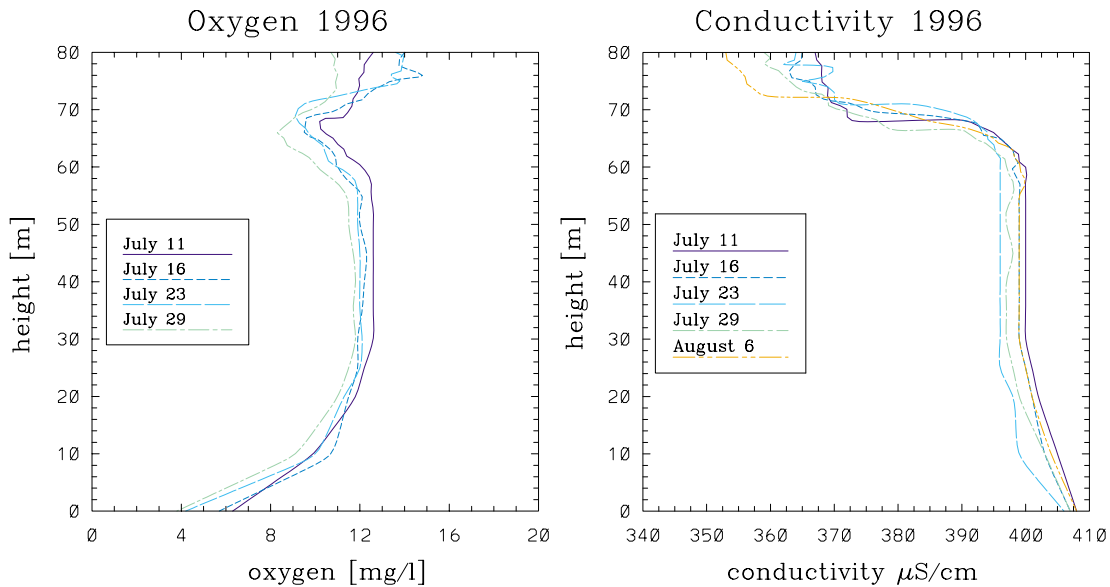 Oxygen 1996
80
70
60
50
40
30
20
10
0
height [m]
July 11
July 16
July 23
July 29
0 4 8 12 16 20
oxygen [mg/l]
Conductivity 1996
80
70
60
50
40
30
20
10
0
height [m]
July 11
July 16
July 23
July 29
August 6
340 350 360 370 380 390 400 410
conductivity μS/cm